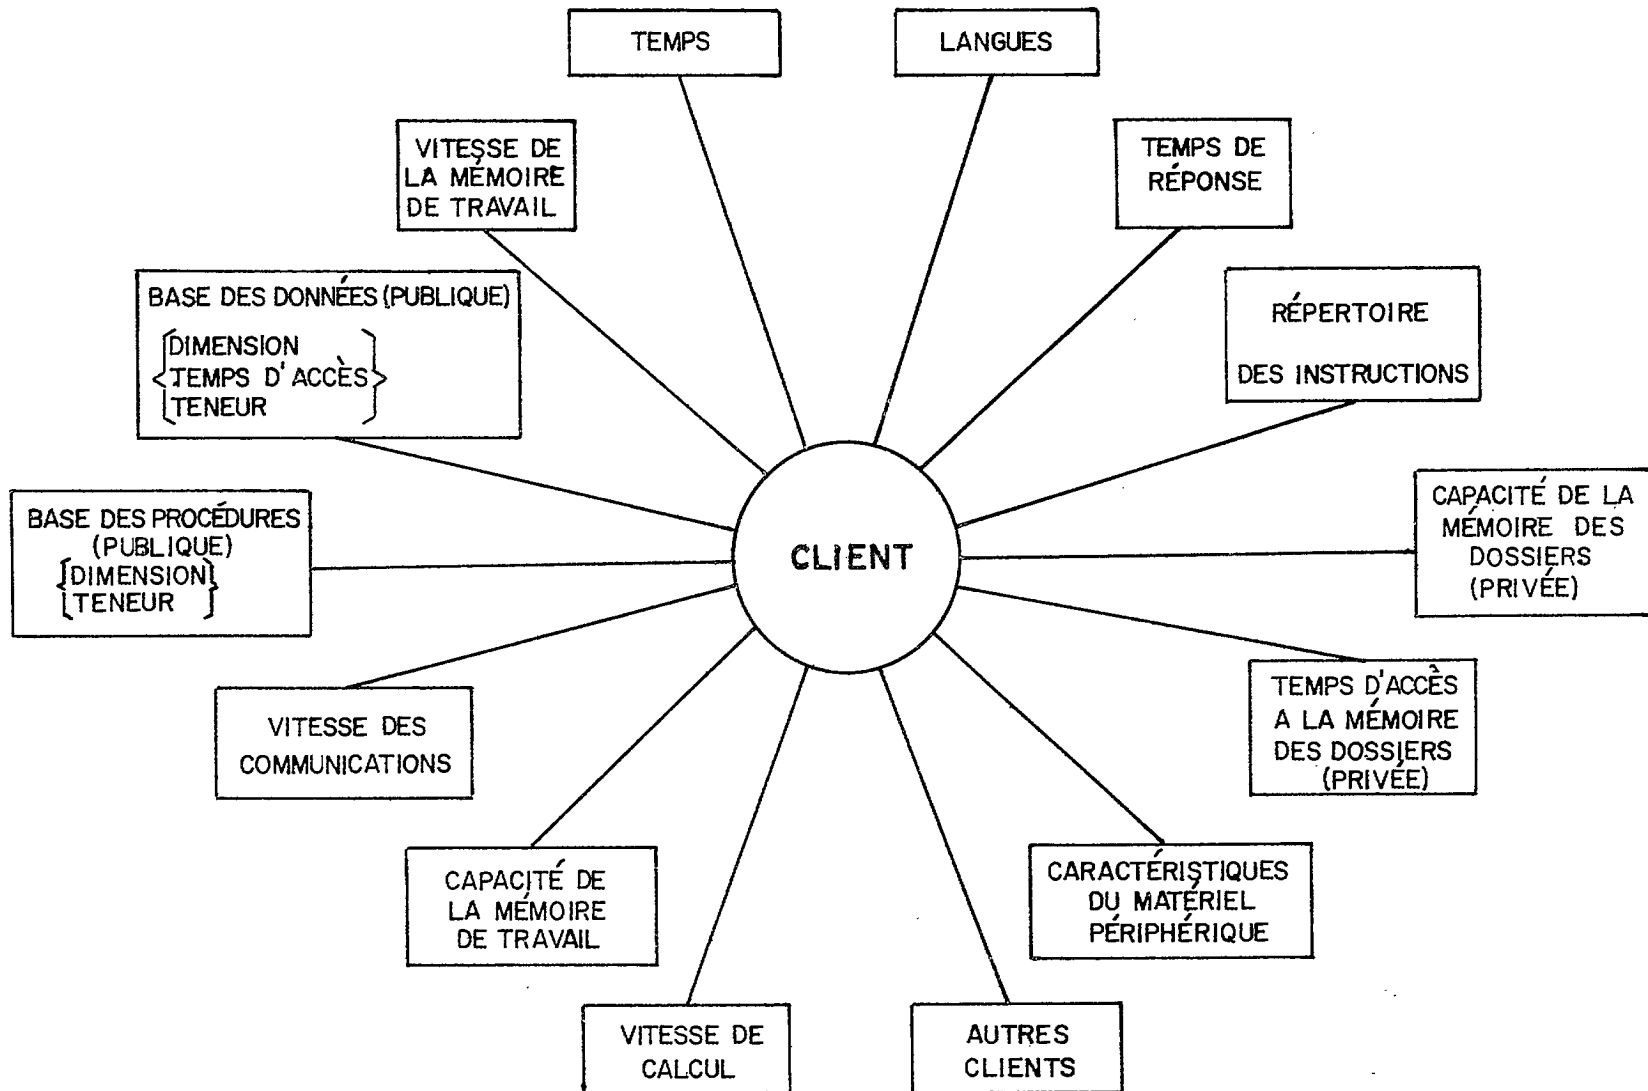 TEMPS
LANGUES
VITESSE DE
LA MÉMOIRE
DE TRAVAIL
TEMPS DE
RÉPONSE
BASE DES DONNÉES (PUBLIQUE)
DIMENSION
TEMPS D'ACCÈS
TENEUR
RÉPERTOIRE
DES INSTRUCTIONS
BASE DES PROCÉDURES
(PUBLIQUE)
DIMENSION
TENEUR
CLIENT
CAPACITÉ DE LA
MÉMOIRE DES
DOSSIERS
(PRIVÉE)
VITESSE DES
COMMUNICATIONS
TEMPS D'ACCÈS
A LA MÉMOIRE
DES DOSSIERS
(PRIVÉE)
CAPACITÉ DE
LA MÉMOIRE
DE TRAVAIL
CARACTÉRISTIQUES
DU MATÉRIEL
PÉRIPHÉRIQUE
VITESSE DE
CALCUL
AUTRES
CLIENTS